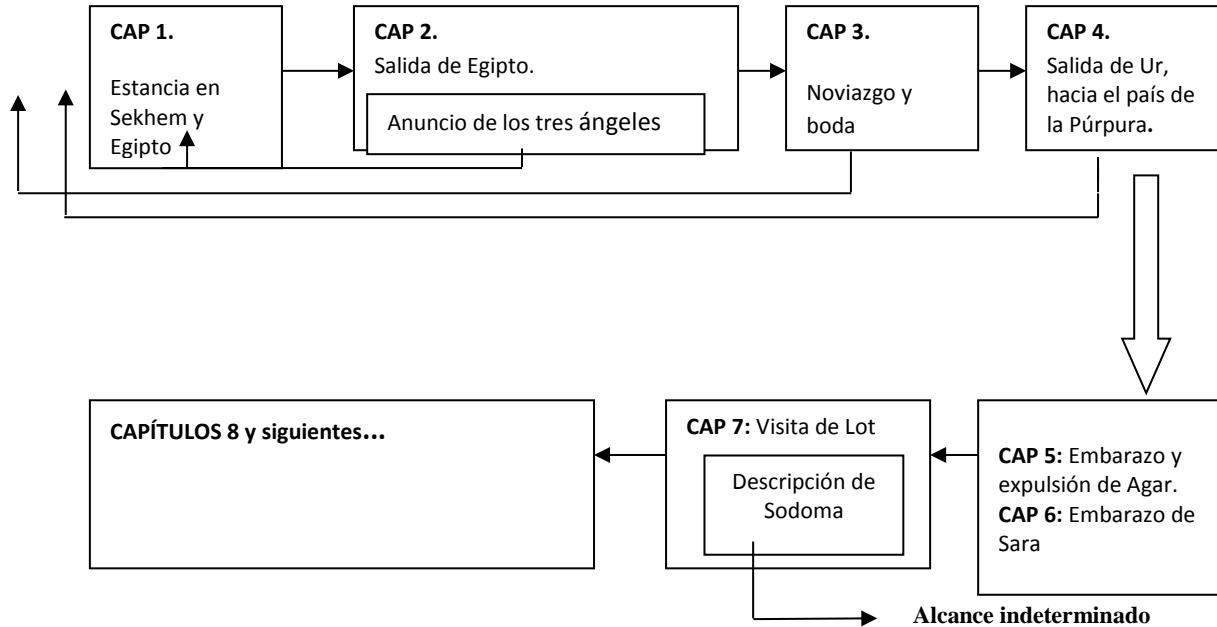 CAP 1.
Estancia en
Sekhem y
Egipto
CAP 2.
Salida de Egipto.
Anuncio de los tres ángeles
CAP 3.
Noviazgo y
boda
CAP 4.
Salida de Ur,
hacia el país de
la Púrpura.
CAPÍTULOS 8 y siguientes...
CAP 7: Visita de Lot
Descripción de
Sodoma
CAP 5: Embarazo y
expulsión de Agar.
CAP 6: Embarazo de
Sara
Alcance indeterminado